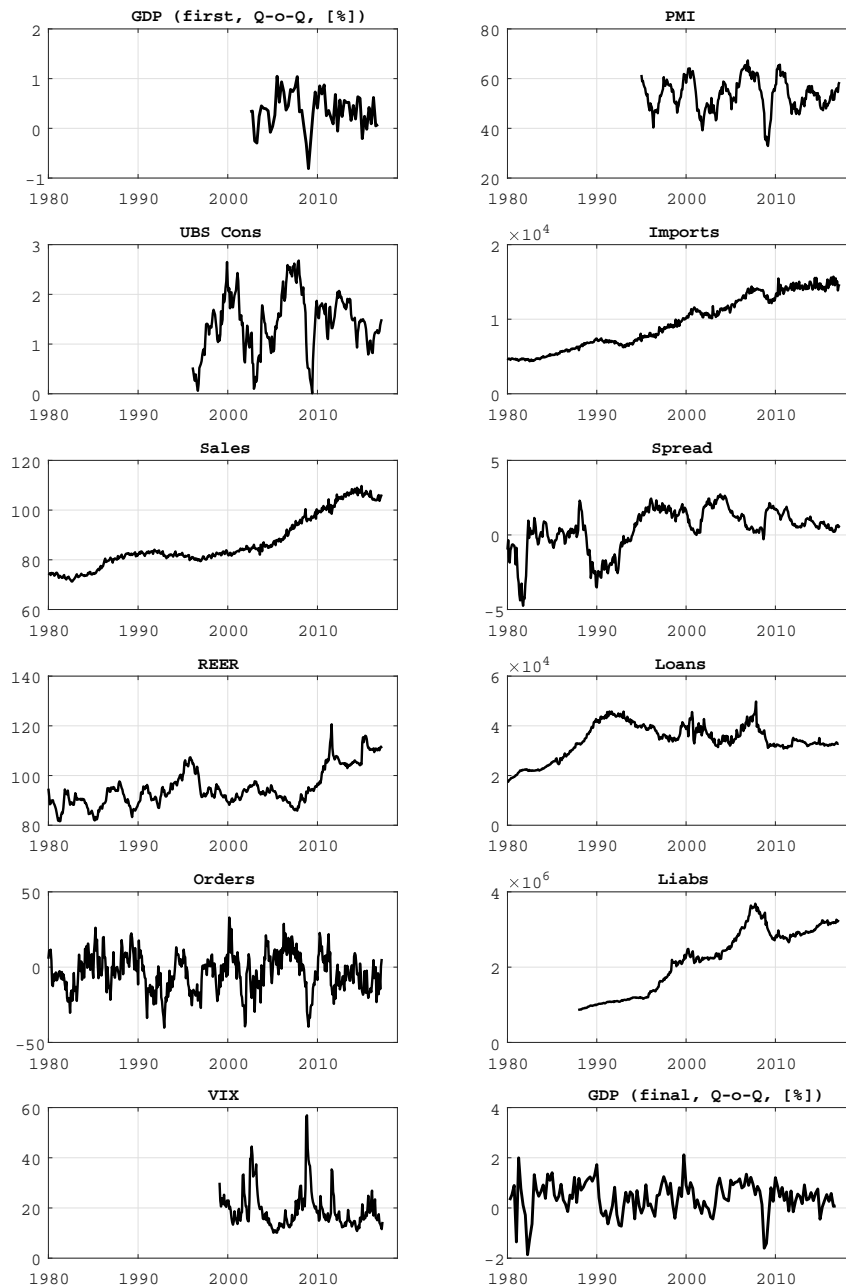 GDP (first, Q-o-Q, [%])
2
1
0
-1
1980 1990 2000 2010
PMI
80
60
40
20
1980 1990 2000 2010
UBS Cons
3
2
1
0
1980 1990 2000 2010
Imports
×10^4
2
1
0
1980 1990 2000 2010
Sales
120
100
80
60
1980 1990 2000 2010
Spread
5
0
-5
1980 1990 2000 2010
REER
140
120
100
80
1980 1990 2000 2010
Loans
×10^4
6
4
2
0
1980 1990 2000 2010
Orders
50
0
-50
1980 1990 2000 2010
Liabs
×10^6
4
2
0
1980 1990 2000 2010
VIX
60
40
20
0
1980 1990 2000 2010
GDP (final, Q-o-Q, [%])
4
2
0
-2
1980 1990 2000 2010